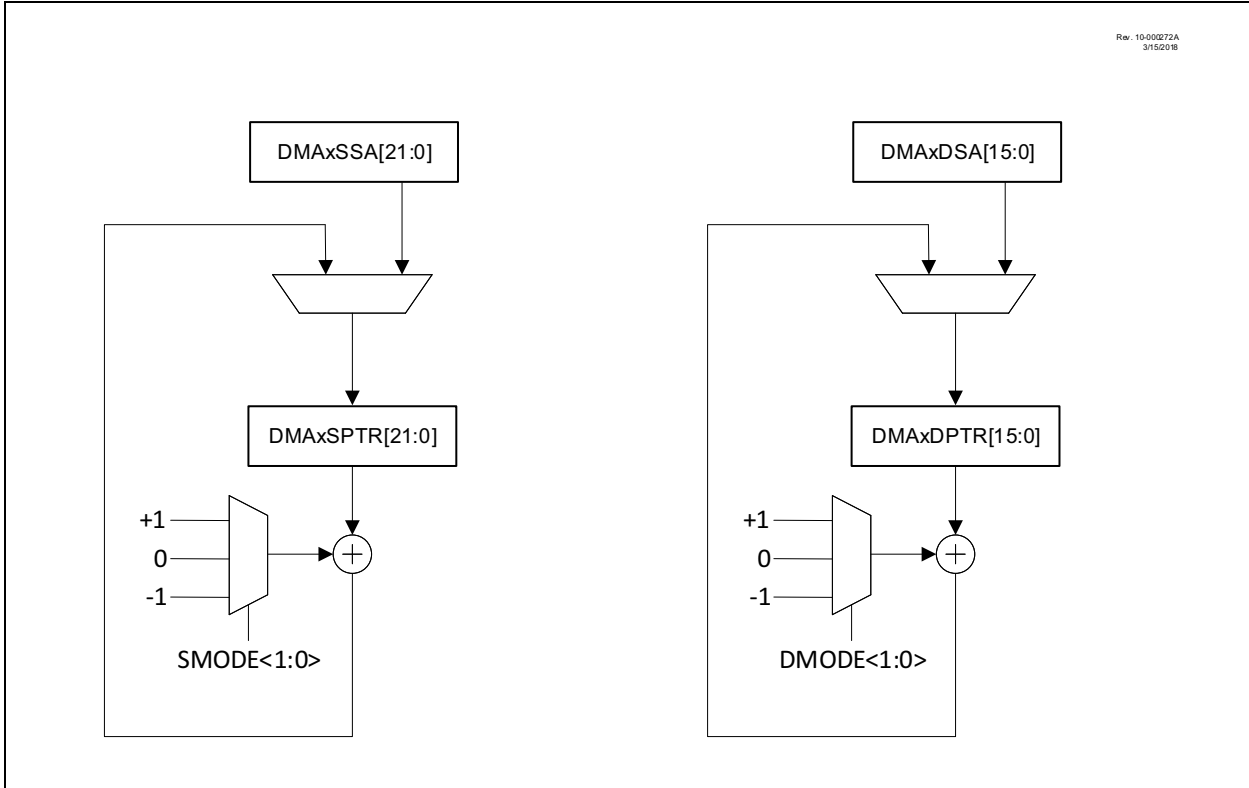 Rev. 10-000272A
3/15/2018
DMAxSSA[21:0]
DMAxSPTR[21:0]
+1
0
-1
SMODE<1:0>
DMAxDSA[15:0]
DMAxDPTR[15:0]
+1
0
-1
DMODE<1:0>